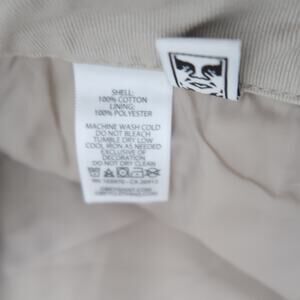 SHELL:
100% COTTON
LINING:
100% POLYESTER
MACHINE WASH COLD
DO NOT BLEACH
TUMBLE DRY LOW
COOL IRON AS NEEDED
EXCLUSIVE OF
DECORATION
DO NOT DRY CLEAN